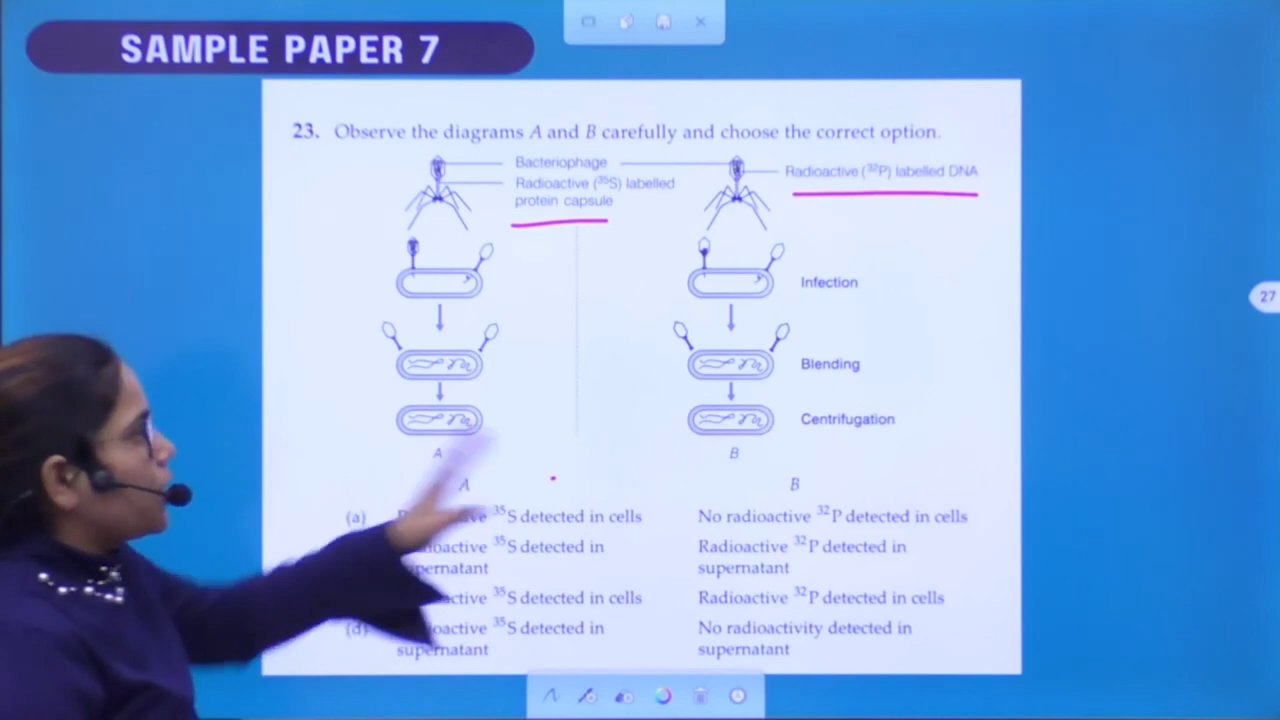 SAMPLE PAPER 7
23. Observe the diagrams A and B carefully and choose the correct option.
Bacteriophage
Radioactive (³⁵S) labelled
protein capsule
Radioactive (³²P) labelled DNA
Infection
Blending
Centrifugation
A
B
A
B
(a) ³⁵S detected in cells
No radioactive ³²P detected in cells
³⁵S detected in
supernatant
Radioactive ³²P detected in
supernatant
³⁵S detected in cells
Radioactive ³²P detected in cells
(d) ³⁵S detected in
supernatant
No radioactivity detected in
supernatant
27